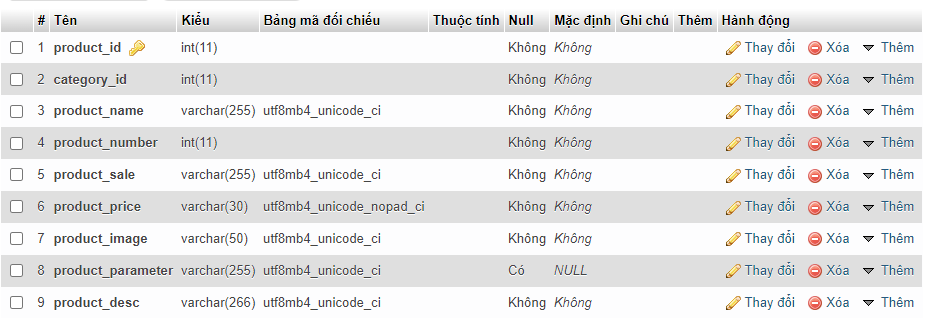 # Tên Kiểu Bảng mã đối chiếu Thuộc tính Null Mặc định Ghi chú Thêm Hành động
1 product_id int(11) Không Không Thay đổi Xóa Thêm
2 category_id int(11) Không Không Thay đổi Xóa Thêm
3 product_name varchar(255) utf8mb4_unicode_ci Không Không Thay đổi Xóa Thêm
4 product_number int(11) Không Không Thay đổi Xóa Thêm
5 product_sale varchar(255) utf8mb4_unicode_ci Không Không Thay đổi Xóa Thêm
6 product_price varchar(30) utf8mb4_unicode_nopad_ci Không Không Thay đổi Xóa Thêm
7 product_image varchar(50) utf8mb4_unicode_ci Không Không Thay đổi Xóa Thêm
8 product_parameter varchar(255) utf8mb4_unicode_ci Có NULL Thay đổi Xóa Thêm
9 product_desc varchar(266) utf8mb4_unicode_ci Không Không Thay đổi Xóa Thêm